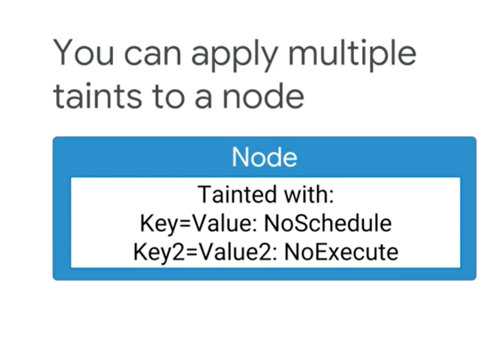 You can apply multiple
taints to a node
Node
Tainted with:
Key=Value: NoSchedule
Key2=Value2: NoExecute